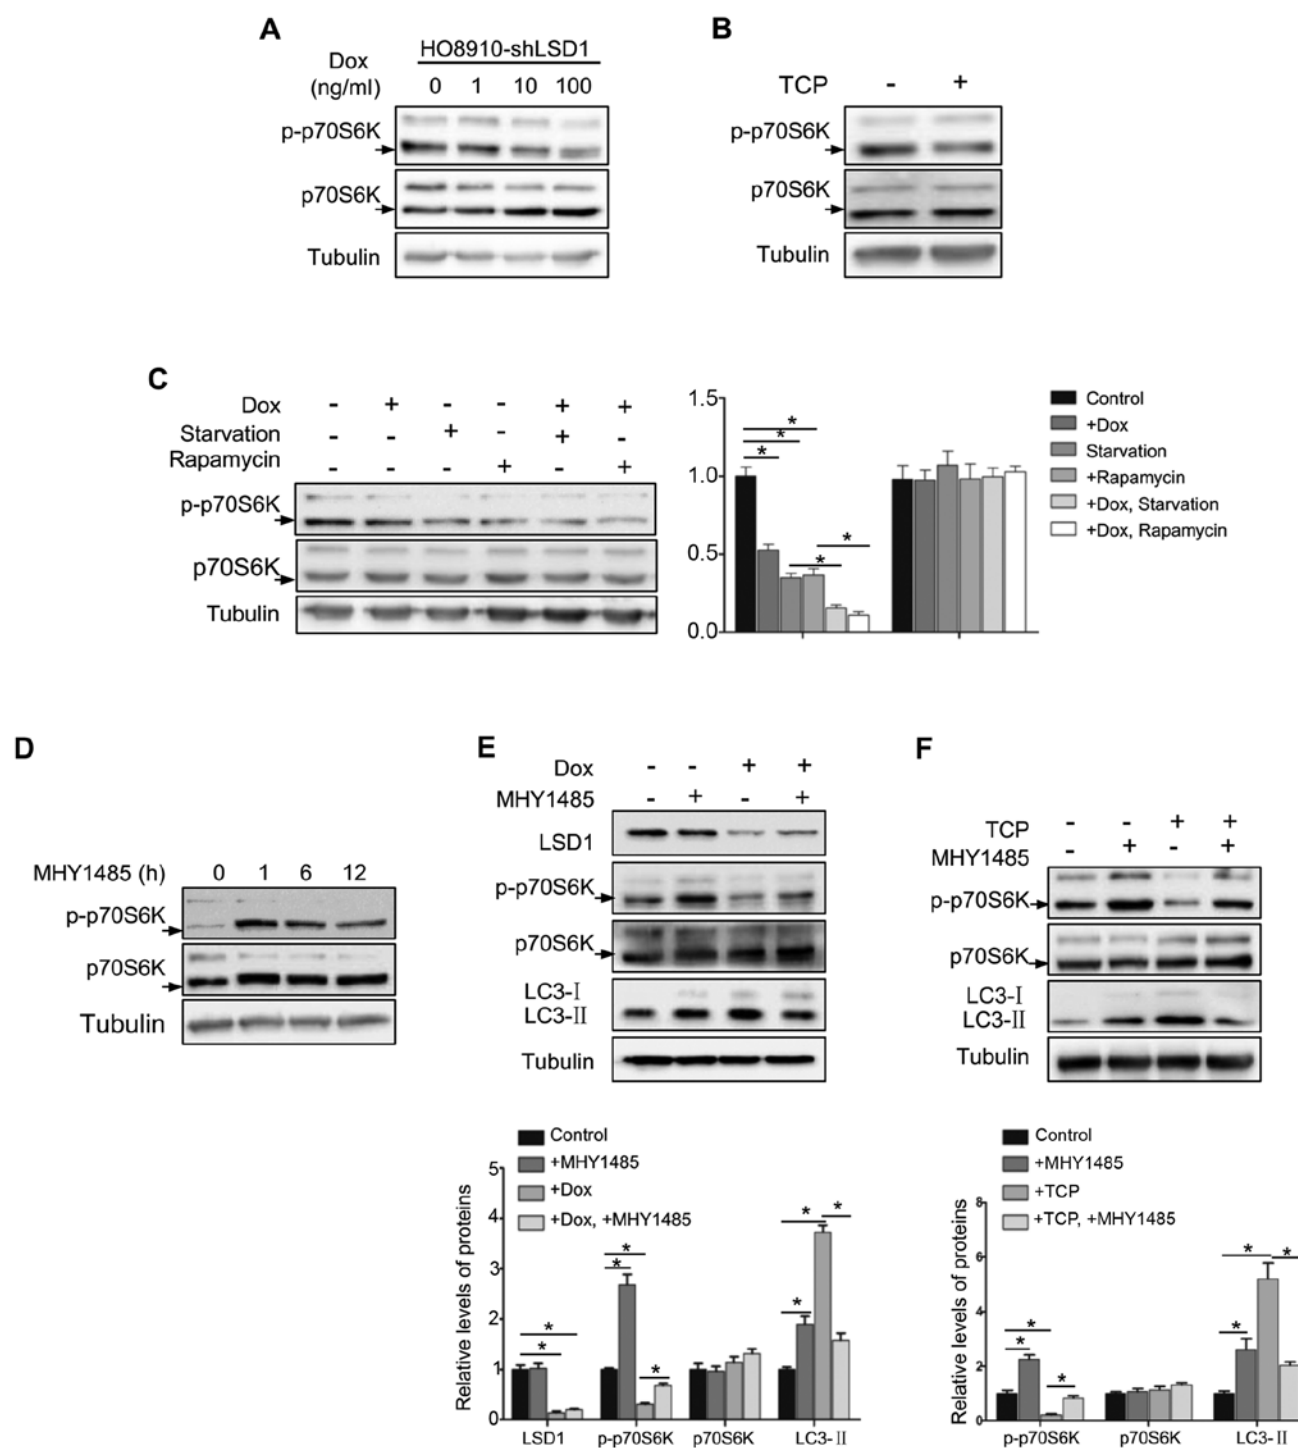 A
HO8910-shLSD1
Dox
(ng/ml)
0 1 10 100
p-p70S6K
p70S6K
Tubulin
B
TCP - +
p-p70S6K
p70S6K
Tubulin
C
Dox - + - - + +
Starvation - - + - + -
Rapamycin - - - + - +
p-p70S6K
p70S6K
Tubulin
1.5
1.0
0.5
0.0
* * *
* *
Control
+Dox
Starvation
+Rapamycin
+Dox, Starvation
+Dox, Rapamycin
D
MHY1485 (h) 0 1 6 12
p-p70S6K
p70S6K
Tubulin
E
Dox - - + +
MHY1485 - + - +
LSD1
p-p70S6K
p70S6K
LC3-I
LC3-II
Tubulin
Control
+MHY1485
+Dox
+Dox, +MHY1485
Relative levels of proteins
5
4
3
2
1
0
* *
* * *
* * *
LSD1 p-p70S6K p70S6K LC3-II
F
TCP - - + +
MHY1485 - + - +
p-p70S6K
p70S6K
LC3-I
LC3-II
Tubulin
Control
+MHY1485
+TCP
+TCP, +MHY1485
Relative levels of proteins
8
6
4
2
0
* * *
* * *
p-p70S6K p70S6K LC3-II